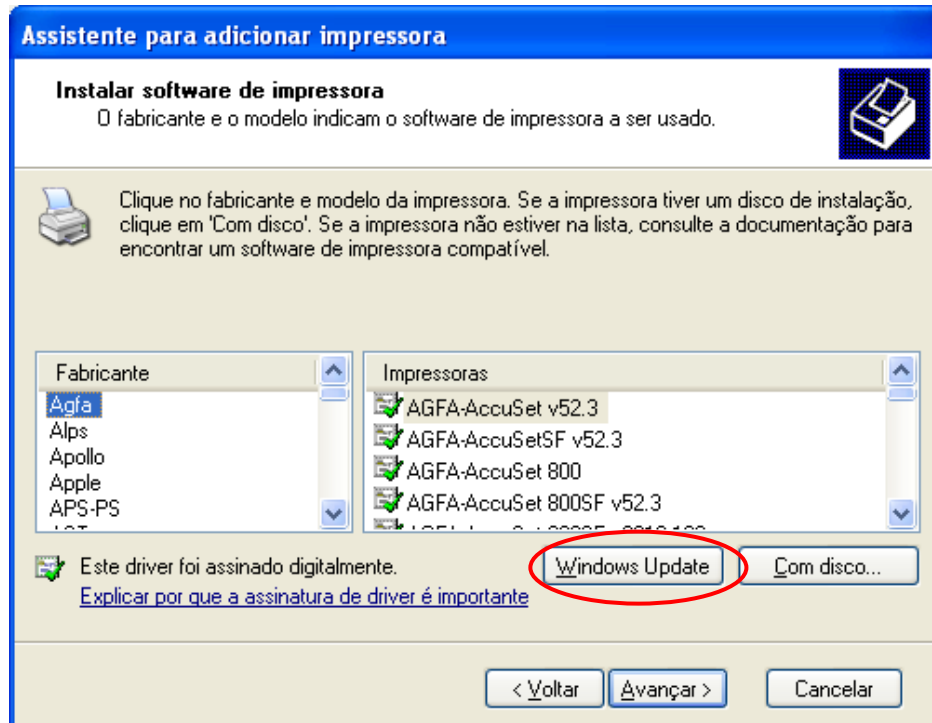 Assistente para adicionar impressora
Instalar software de impressora
O fabricante e o modelo indicam o software de impressora a ser usado.
Clique no fabricante e modelo da impressora. Se a impressora tiver um disco de instalação,
clique em 'Com disco'. Se a impressora não estiver na lista, consulte a documentação para
encontrar um software de impressora compatível.
Fabricante
Agfa
Alps
Apollo
Apple
APS-PS
Impressoras
AGFA-AccuSet v52.3
AGFA-AccuSetSF v52.3
AGFA-AccuSet 800
AGFA-AccuSet 800SF v52.3
Este driver foi assinado digitalmente.
Explicar por que a assinatura de driver é importante
Windows Update
Com disco...
< Voltar
Avançar >
Cancelar